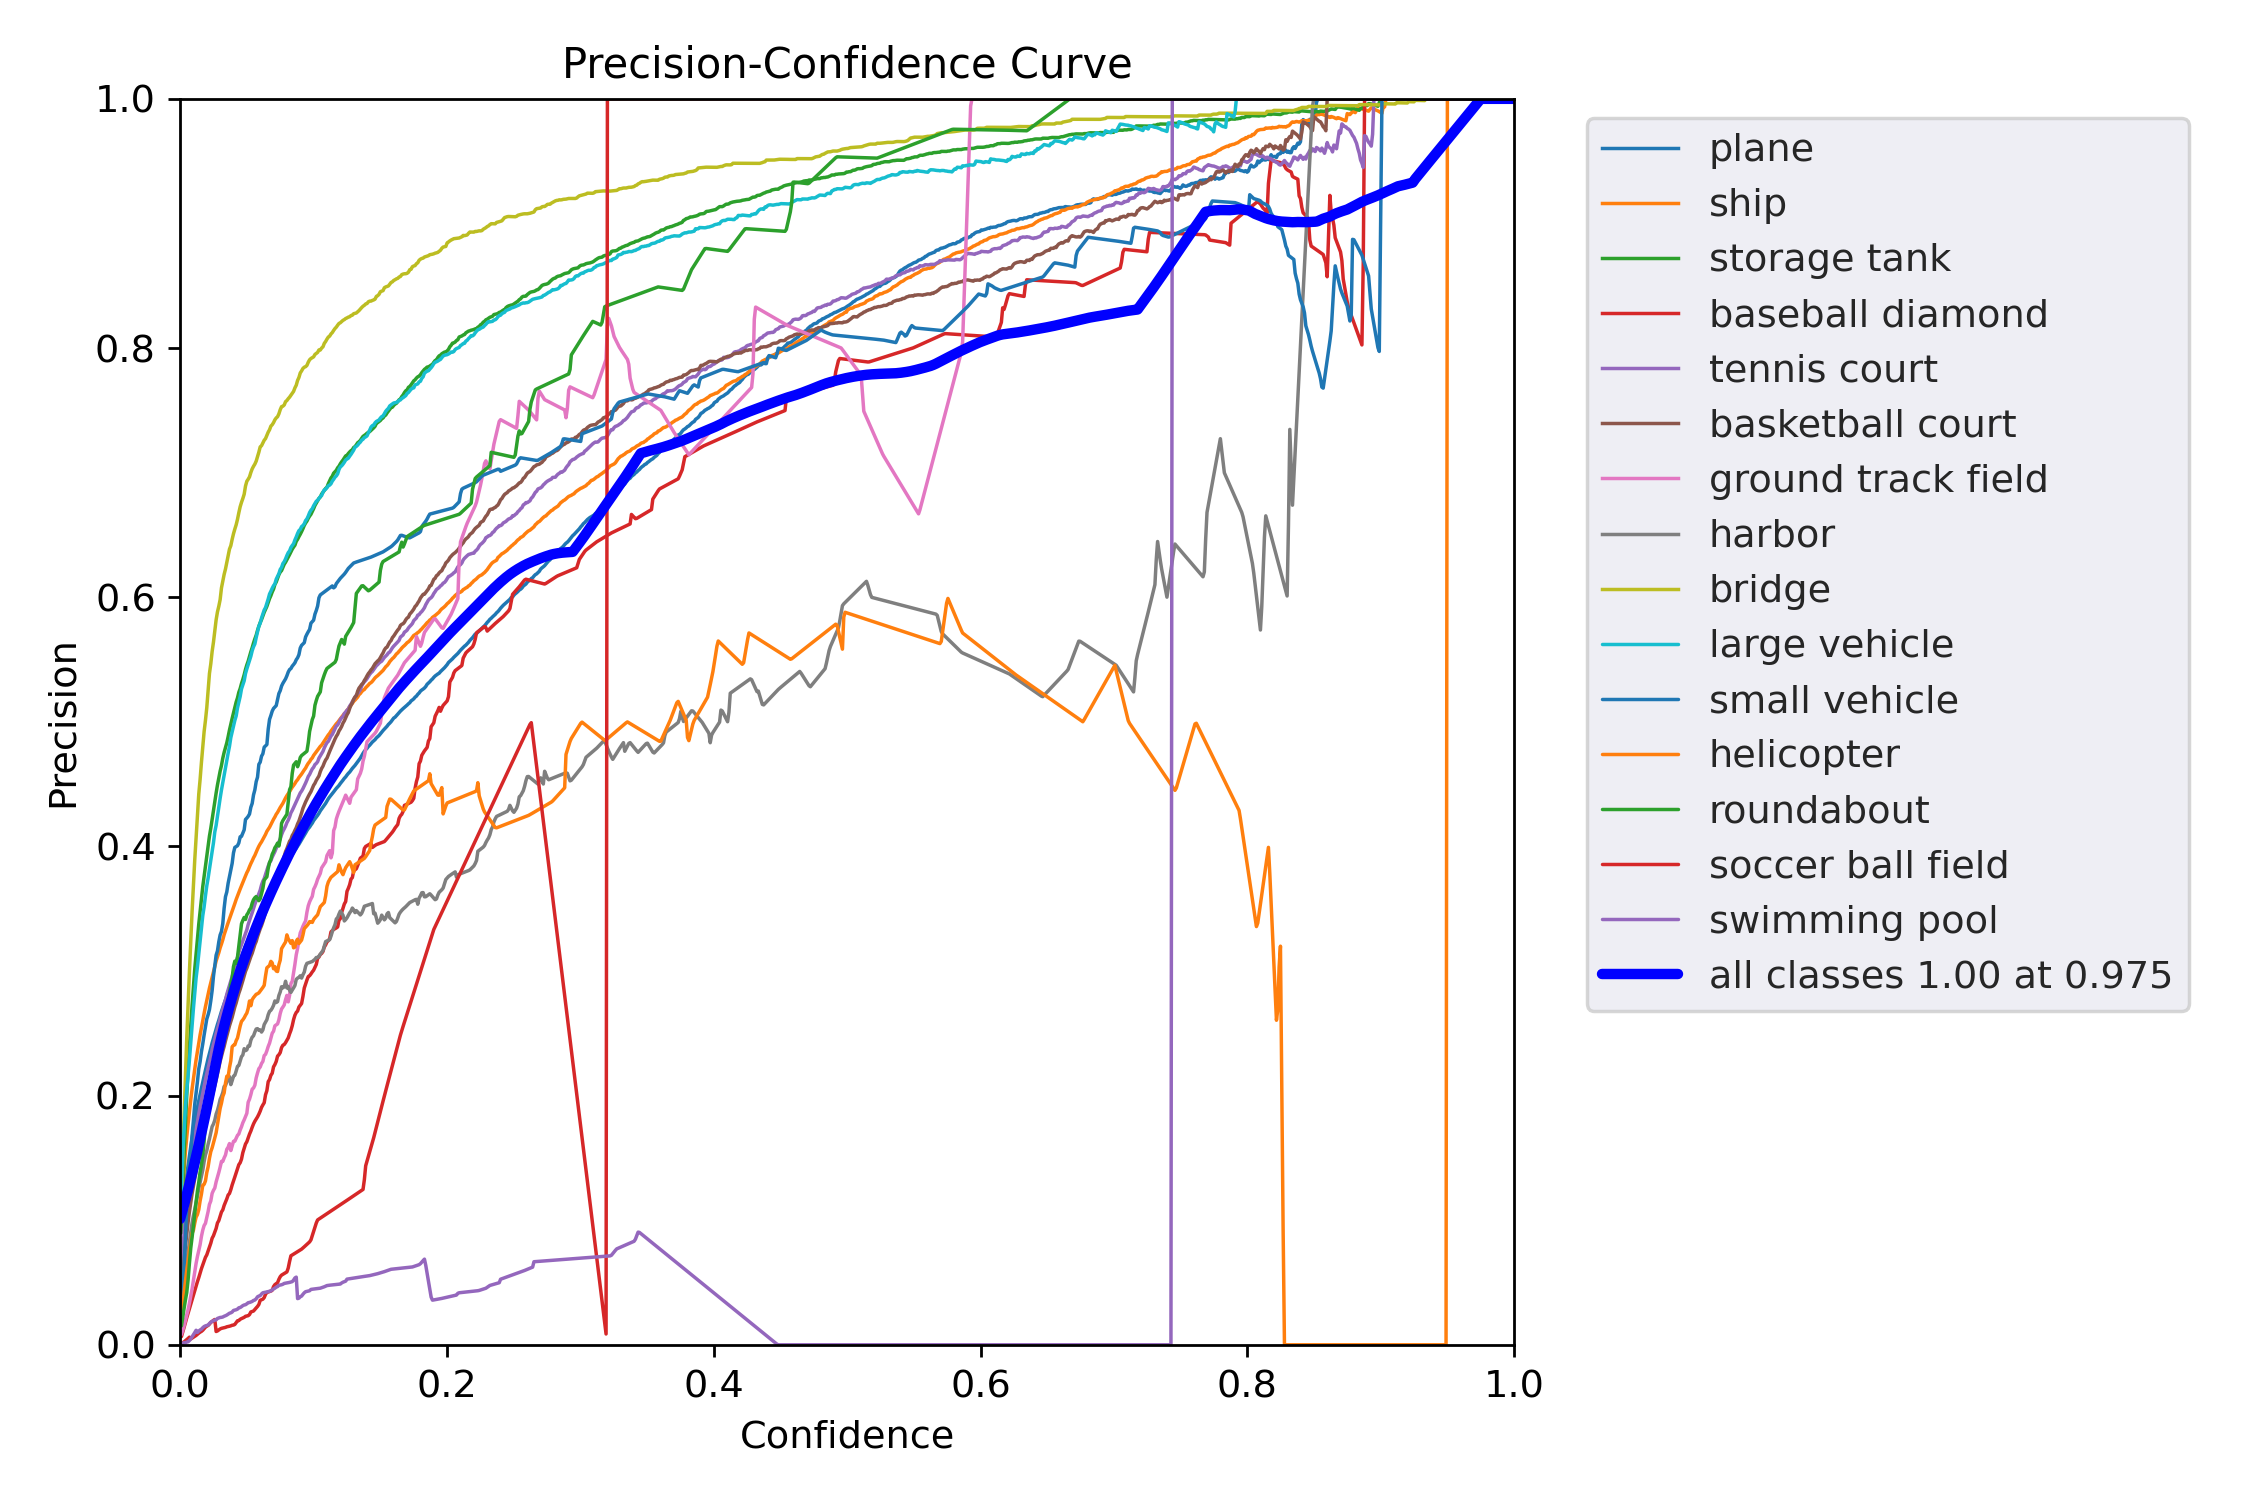 Precision-Confidence Curve
1.0
0.8
0.6
0.4
0.2
0.0
Precision
0.0 0.2 0.4 0.6 0.8 1.0
Confidence
plane
ship
storage tank
baseball diamond
tennis court
basketball court
ground track field
harbor
bridge
large vehicle
small vehicle
helicopter
roundabout
soccer ball field
swimming pool
all classes 1.00 at 0.975